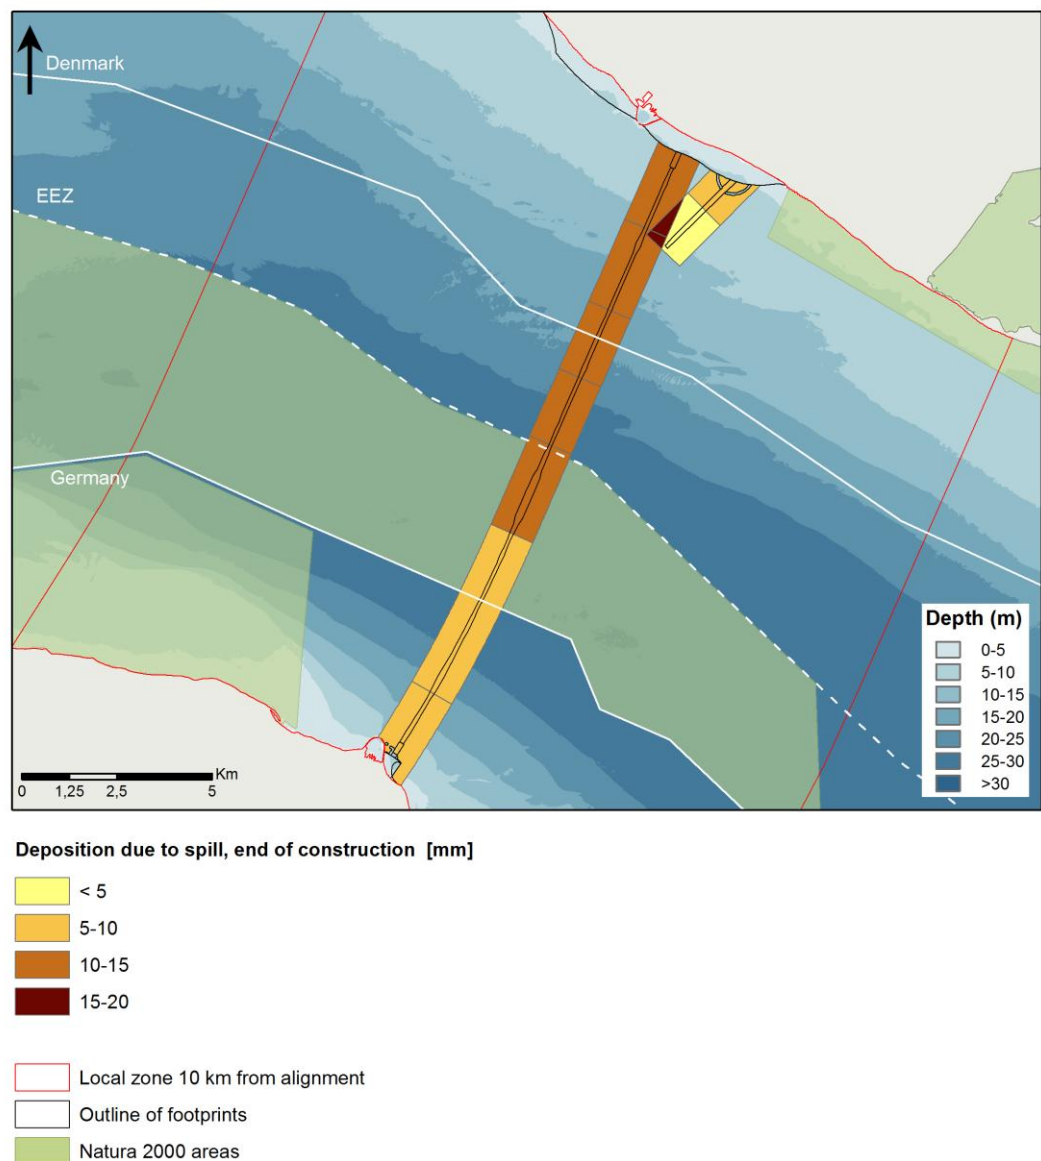 Denmark
EEZ
Germany
Depth (m)
0-5
5-10
10-15
15-20
20-25
25-30
>30
Km
0 1,25 2,5 5
Deposition due to spill, end of construction [mm]
< 5
5-10
10-15
15-20
Local zone 10 km from alignment
Outline of footprints
Natura 2000 areas